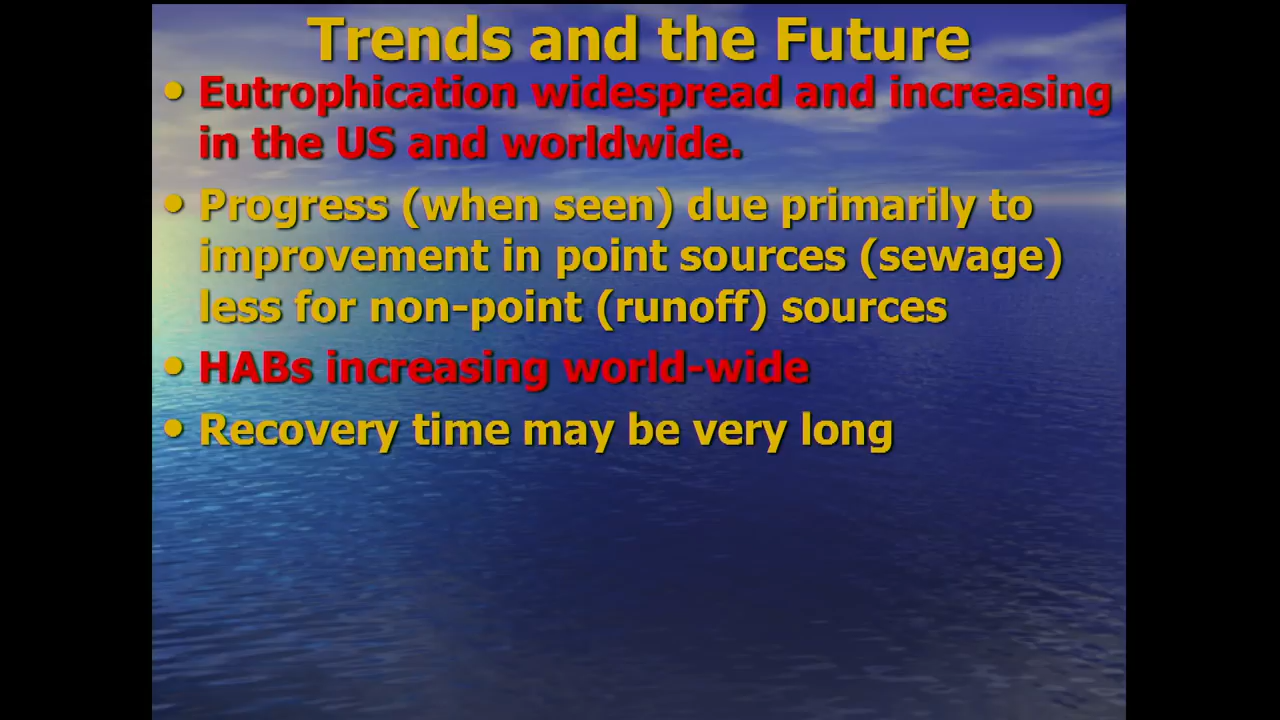 Trends and the Future
• Eutrophication widespread and increasing
in the US and worldwide.
• Progress (when seen) due primarily to
improvement in point sources (sewage)
less for non-point (runoff) sources
• HABs increasing world-wide
• Recovery time may be very long